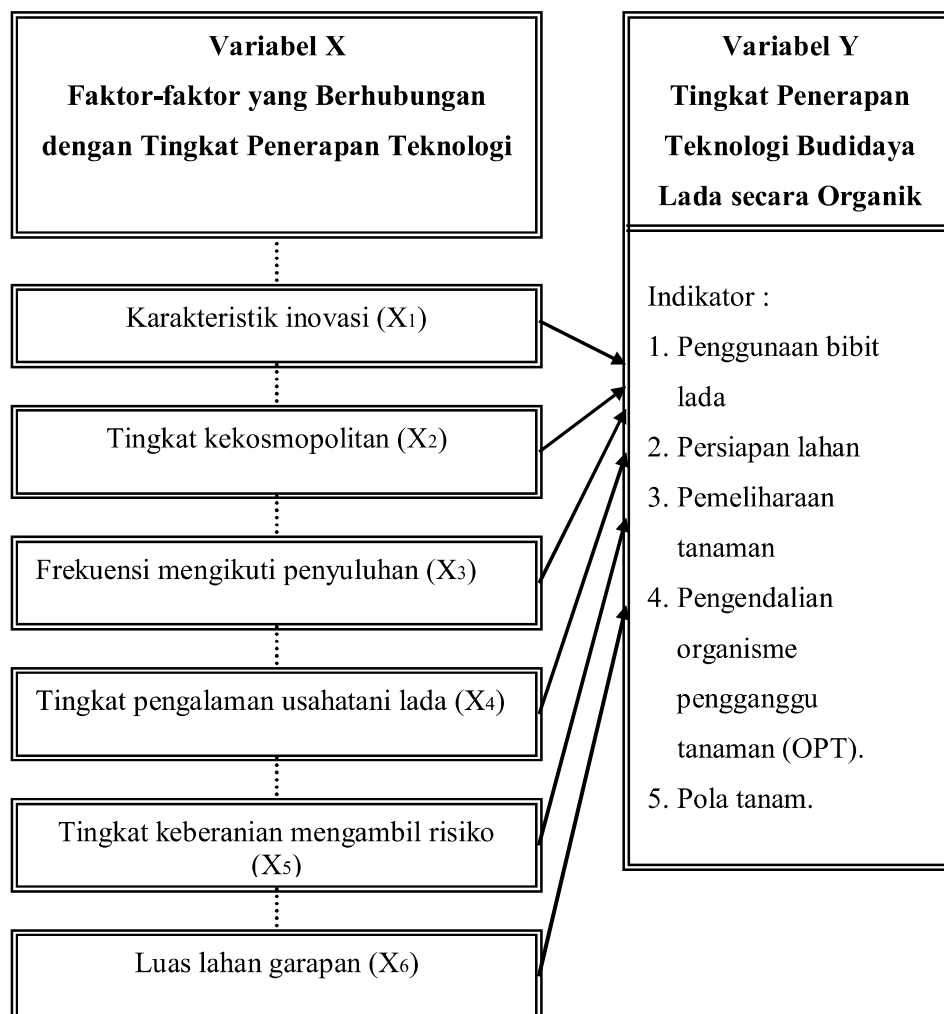 Variabel X
Faktor-faktor yang Berhubungan
dengan Tingkat Penerapan Teknologi
Karakteristik inovasi (X1)
Tingkat kekosmopolitan (X2)
Frekuensi mengikuti penyuluhan (X3)
Tingkat pengalaman usahatani lada (X4)
Tingkat keberanian mengambil risiko
(X5)
Luas lahan garapan (X6)
Variabel Y
Tingkat Penerapan
Teknologi Budidaya
Lada secara Organik
Indikator :
1. Penggunaan bibit
lada
2. Persiapan lahan
3. Pemeliharaan
tanaman
4. Pengendalian
organisme
pengganggu
tanaman (OPT).
5. Pola tanam.